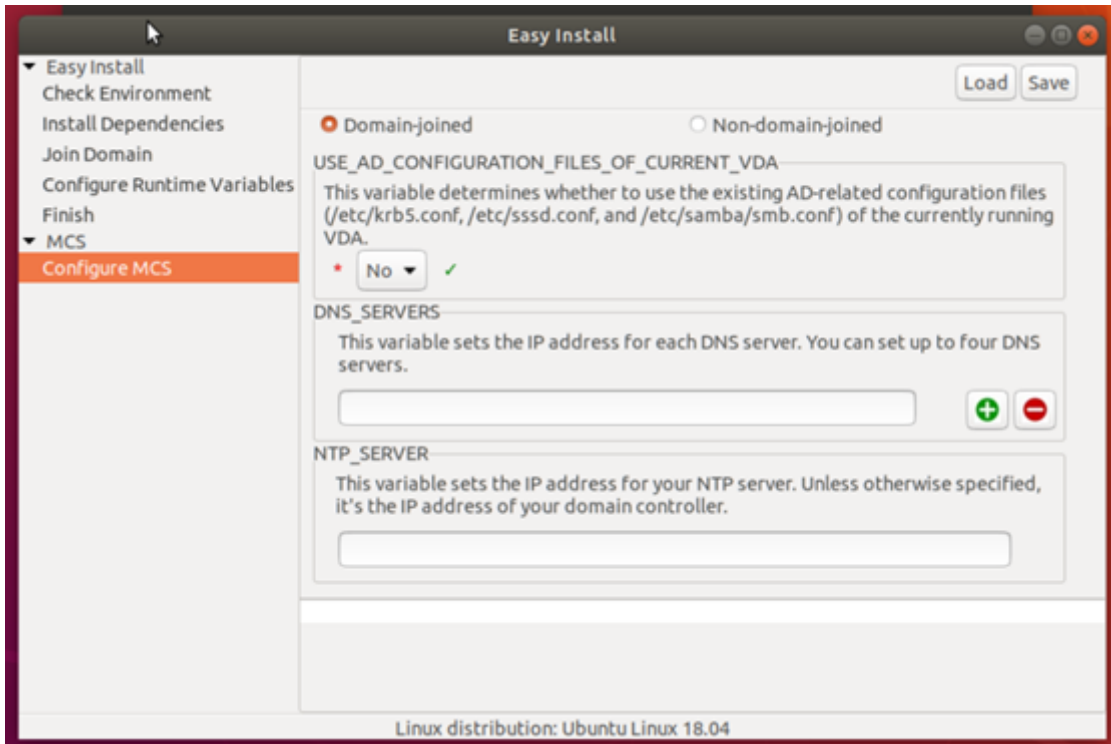 Easy Install
Easy Install
Check Environment
Install Dependencies
Join Domain
Configure Runtime Variables
Finish
MCS
Configure MCS
Load Save
Domain-joined Non-domain-joined
USE_AD_CONFIGURATION_FILES_OF_CURRENT_VDA
This variable determines whether to use the existing AD-related configuration files
(/etc/krb5.conf, /etc/sssd.conf, and /etc/samba/smb.conf) of the currently running
VDA.
* No
DNS_SERVERS
This variable sets the IP address for each DNS server. You can set up to four DNS
servers.
NTP_SERVER
This variable sets the IP address for your NTP server. Unless otherwise specified,
it's the IP address of your domain controller.
Linux distribution: Ubuntu Linux 18.04